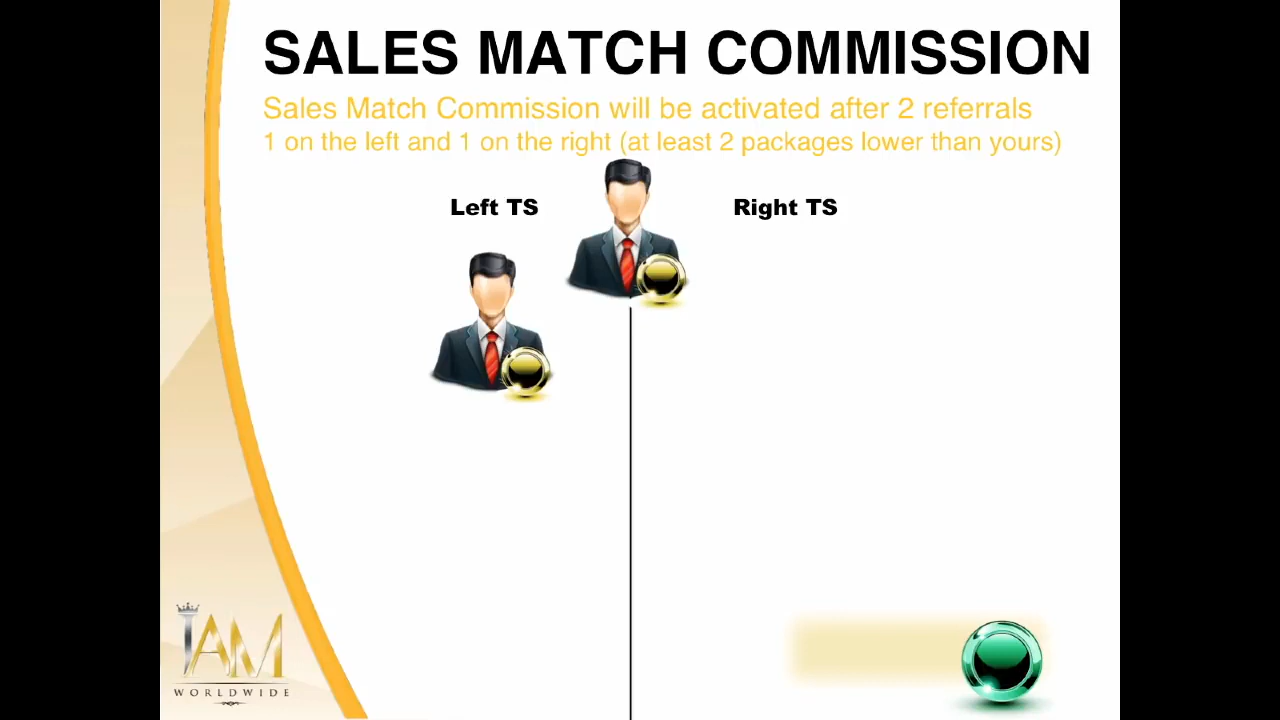 SALES MATCH COMMISSION
Sales Match Commission will be activated after 2 referrals
1 on the left and 1 on the right (at least 2 packages lower than yours)
Left TS
Right TS
IAM
WORLDWIDE